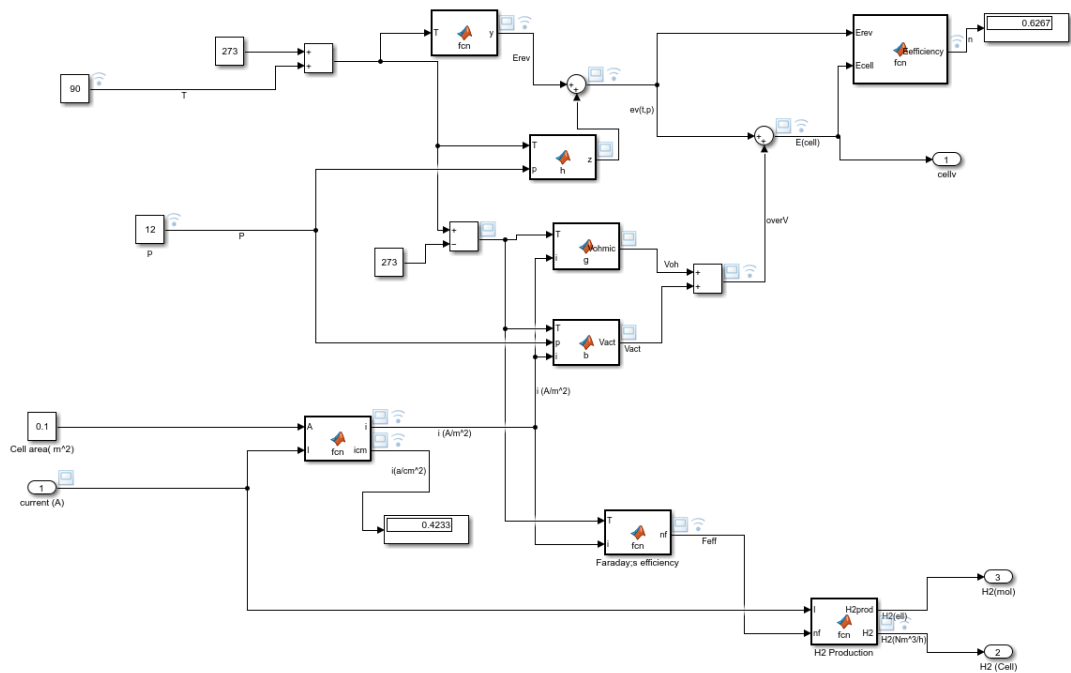 273
+
+
90
T
T
y
fcn
Erev
+
+
ev(t,p)
Erev
Ecell
Eefficiency
fcn
n
0.6267
T
p
z
h
+
+
E(cell)
1
cellv
12
p
P
273
+
−
T
i
Vohmic
g
Voh
+
+
overV
T
p
i
Vact
b
Vact
i (A/m^2)
0.1
Cell area( m^2)
1
current (A)
A
I
i
icm
fcn
i (A/m^2)
i(a/cm^2)
0.4233
T
i
nf
fcn
Faraday;s efficiency
Feff
I
nf
H2prod
H2
fcn
H2 Production
H2(ell)
H2(Nm^3/h)
3
H2(mol)
2
H2 (Cell)